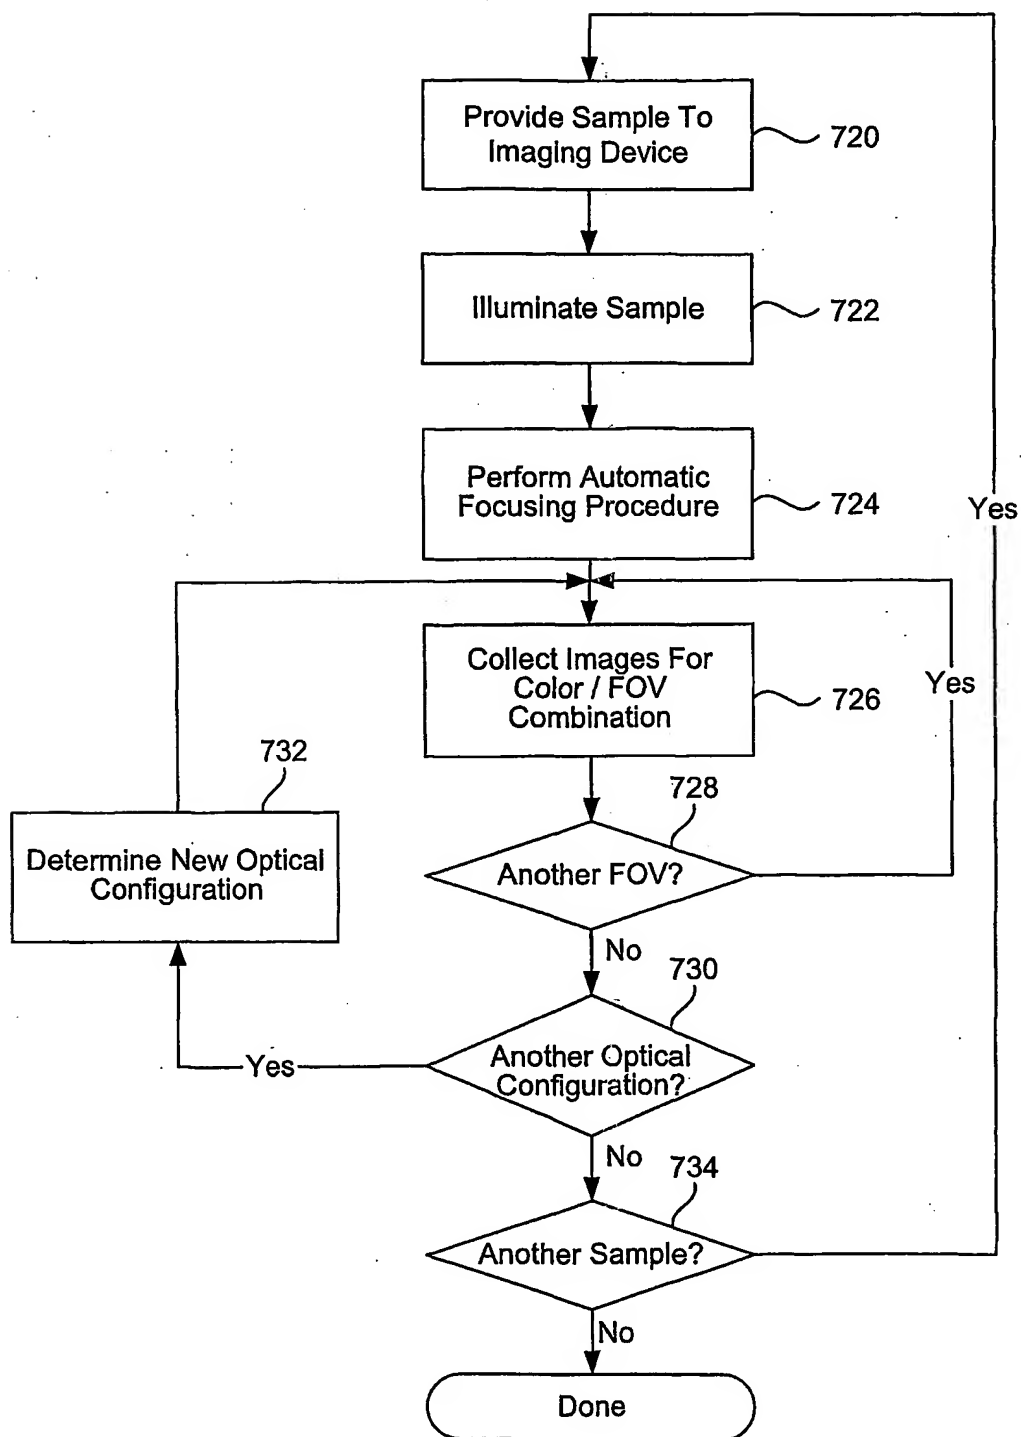 Provide Sample To
Imaging Device
720
Illuminate Sample
722
Perform Automatic
Focusing Procedure
724
Yes
Collect Images For
Color / FOV
Combination
726
Yes
732
Determine New Optical
Configuration
728
Another FOV?
No
730
Another Optical
Configuration?
Yes
No
734
Another Sample?
No
Done